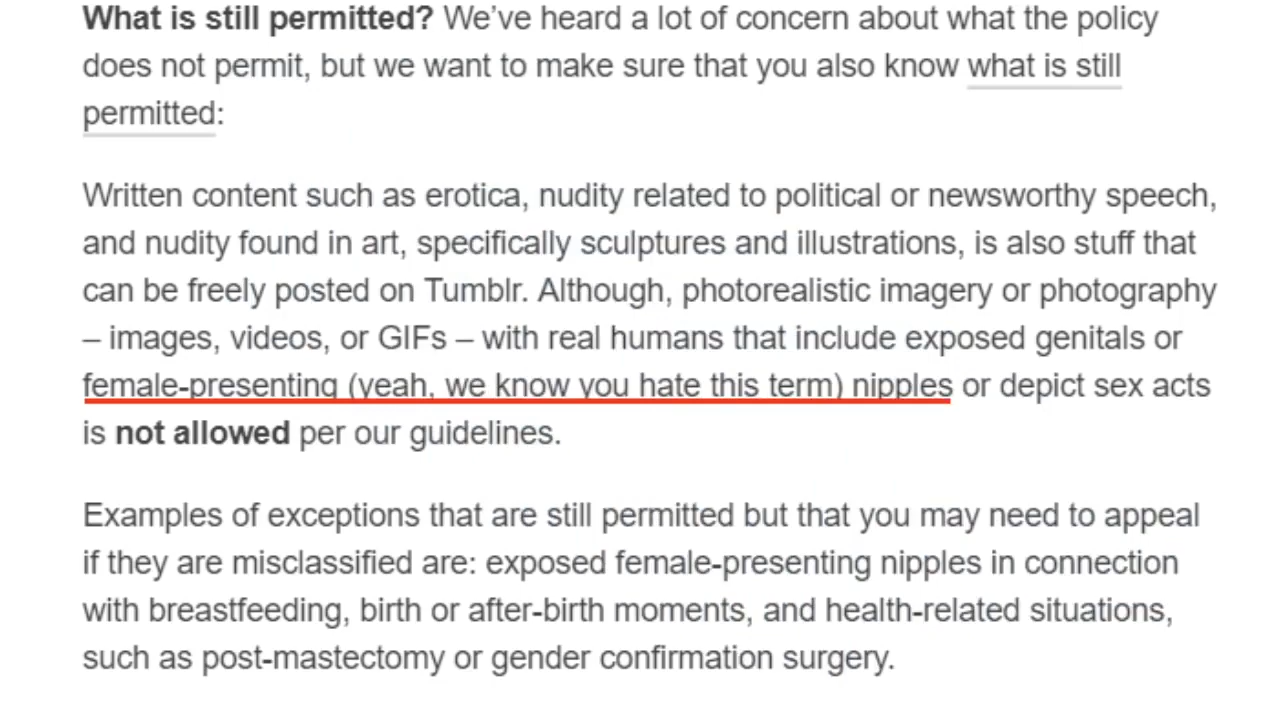 What is still permitted? We’ve heard a lot of concern about what the policy
does not permit, but we want to make sure that you also know what is still
permitted:
Written content such as erotica, nudity related to political or newsworthy speech,
and nudity found in art, specifically sculptures and illustrations, is also stuff that
can be freely posted on Tumblr. Although, photorealistic imagery or photography
– images, videos, or GIFs – with real humans that include exposed genitals or
female-presenting (yeah, we know you hate this term) nipples or depict sex acts
is not allowed per our guidelines.
Examples of exceptions that are still permitted but that you may need to appeal
if they are misclassified are: exposed female-presenting nipples in connection
with breastfeeding, birth or after-birth moments, and health-related situations,
such as post-mastectomy or gender confirmation surgery.